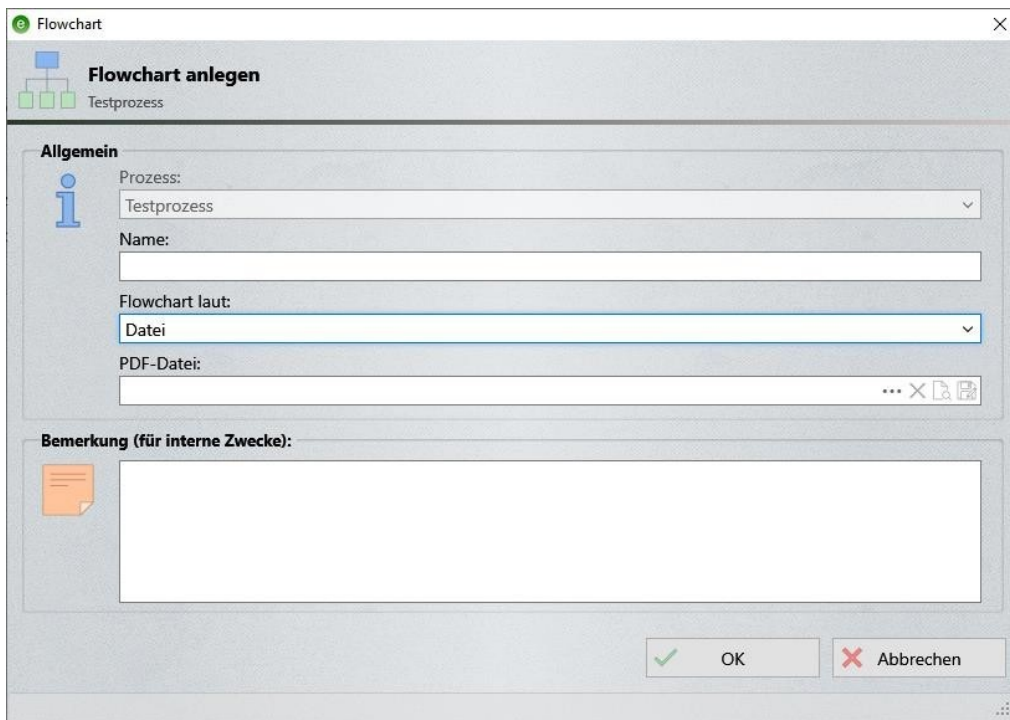 Flowchart
Flowchart anlegen
Testprozess
Allgemein
Prozess:
Testprozess
Name:
Flowchart laut:
Datei
PDF-Datei:
Bemerkung (für interne Zwecke):
OK
Abbrechen